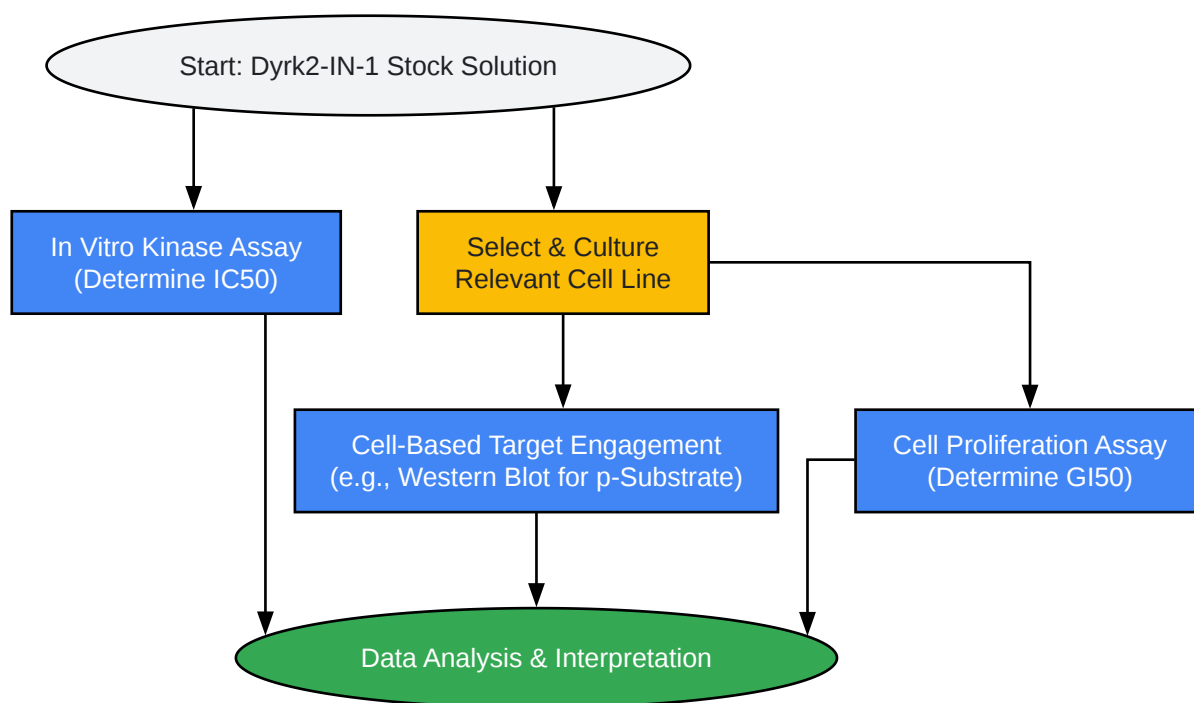 Start: Dyrk2-IN-1 Stock Solution
In Vitro Kinase Assay
(Determine IC50)
Select & Culture
Relevant Cell Line
Cell-Based Target Engagement
(e.g., Western Blot for p-Substrate)
Cell Proliferation Assay
(Determine GI50)
Data Analysis & Interpretation